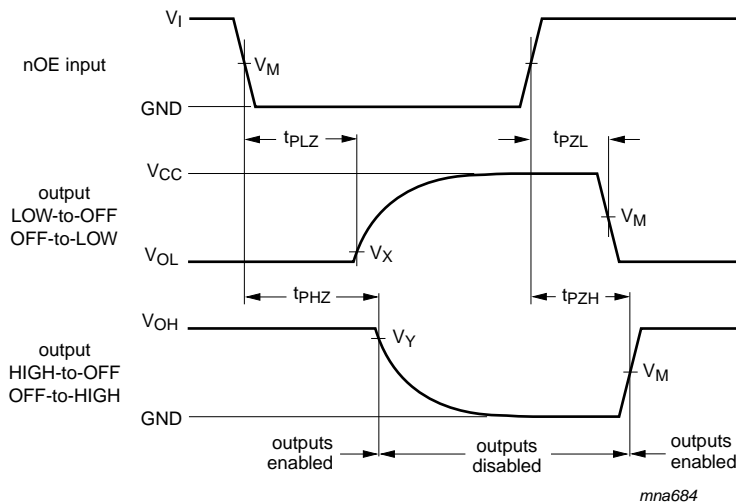 VI
nOE input
VM
GND
tPLZ
tPZL
VCC
output
LOW-to-OFF
OFF-to-LOW
VM
VOL
VX
tPHZ
tPZH
VOH
VY
output
HIGH-to-OFF
OFF-to-HIGH
VM
GND
outputs
enabled
outputs
disabled
outputs
enabled
mna684